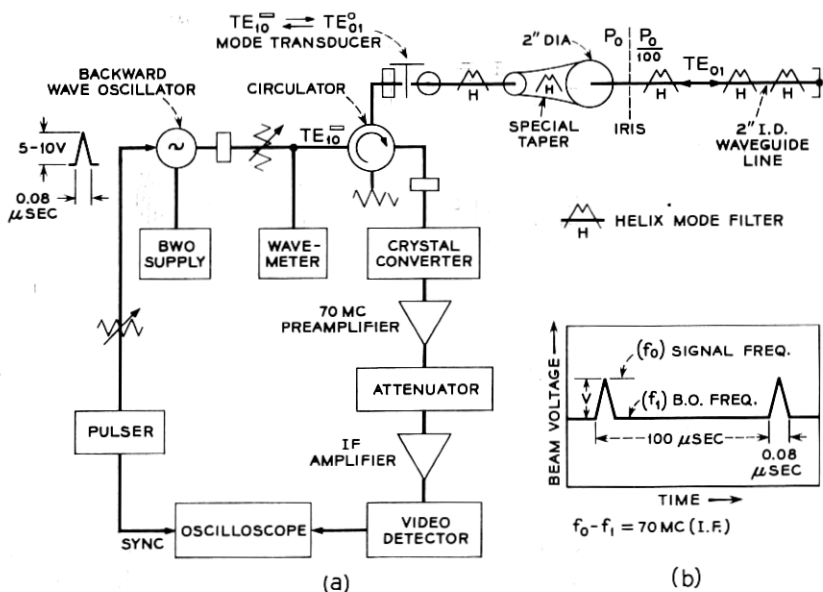 TE10▭ ⇄ TE01○
MODE TRANSDUCER
BACKWARD
WAVE OSCILLATOR
CIRCULATOR
2" DIA
P0
P0
100
TE01
H
H
H
H
H
SPECIAL
TAPER
IRIS
2" I.D.
WAVEGUIDE
LINE
H
HELIX MODE FILTER
5-10V
0.08
μSEC
~
TE10▭
BWO
SUPPLY
WAVE-
METER
CRYSTAL
CONVERTER
70 MC
PREAMPLIFIER
ATTENUATOR
IF
AMPLIFIER
PULSER
SYNC
OSCILLOSCOPE
VIDEO
DETECTOR
(a)
BEAM VOLTAGE
V
(f0) SIGNAL FREQ.
(f1) B.O. FREQ.
100 μSEC
0.08
μSEC
TIME
f0-f1 = 70 MC (I.F.)
(b)